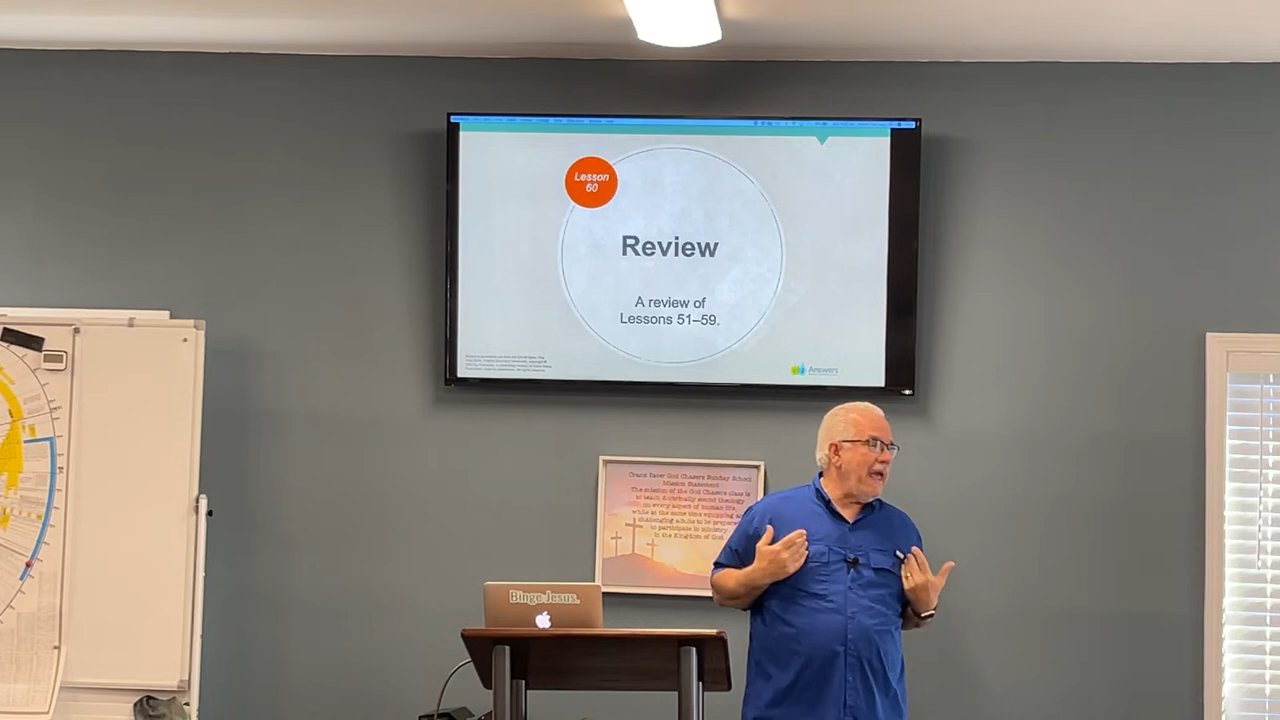 Lesson
60
Review
A review of
Lessons 51–59.
Answers
Grand Ester God Chasers Sunday School
Mission Statement
The mission of the God Chasers class is
to teach doctrinally sound theology
on every aspect of human life,
while at the same time equipping and
challenging adults to be prepared
to participate in ministry
in the Kingdom of God
Binge Jesus.